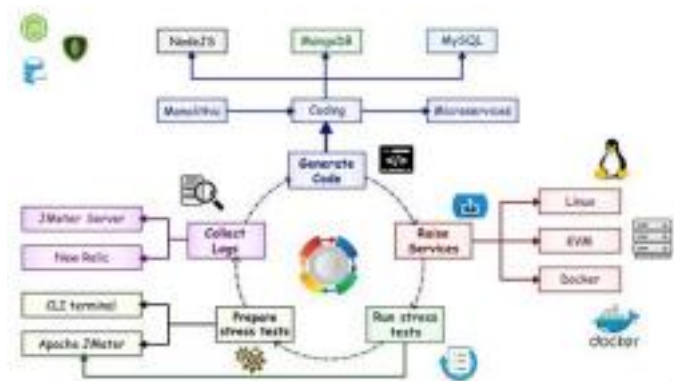 NodeJS
MongoDB
MySQL
Monolithic
Coding
Microservices
Generate
Code
</>
JMeter Server
New Relic
Collect
Logs
Raise
Services
Linux
KVM
Docker
CLI terminal
Apache JMeter
Prepare
stress tests
Run stress
tests
docker